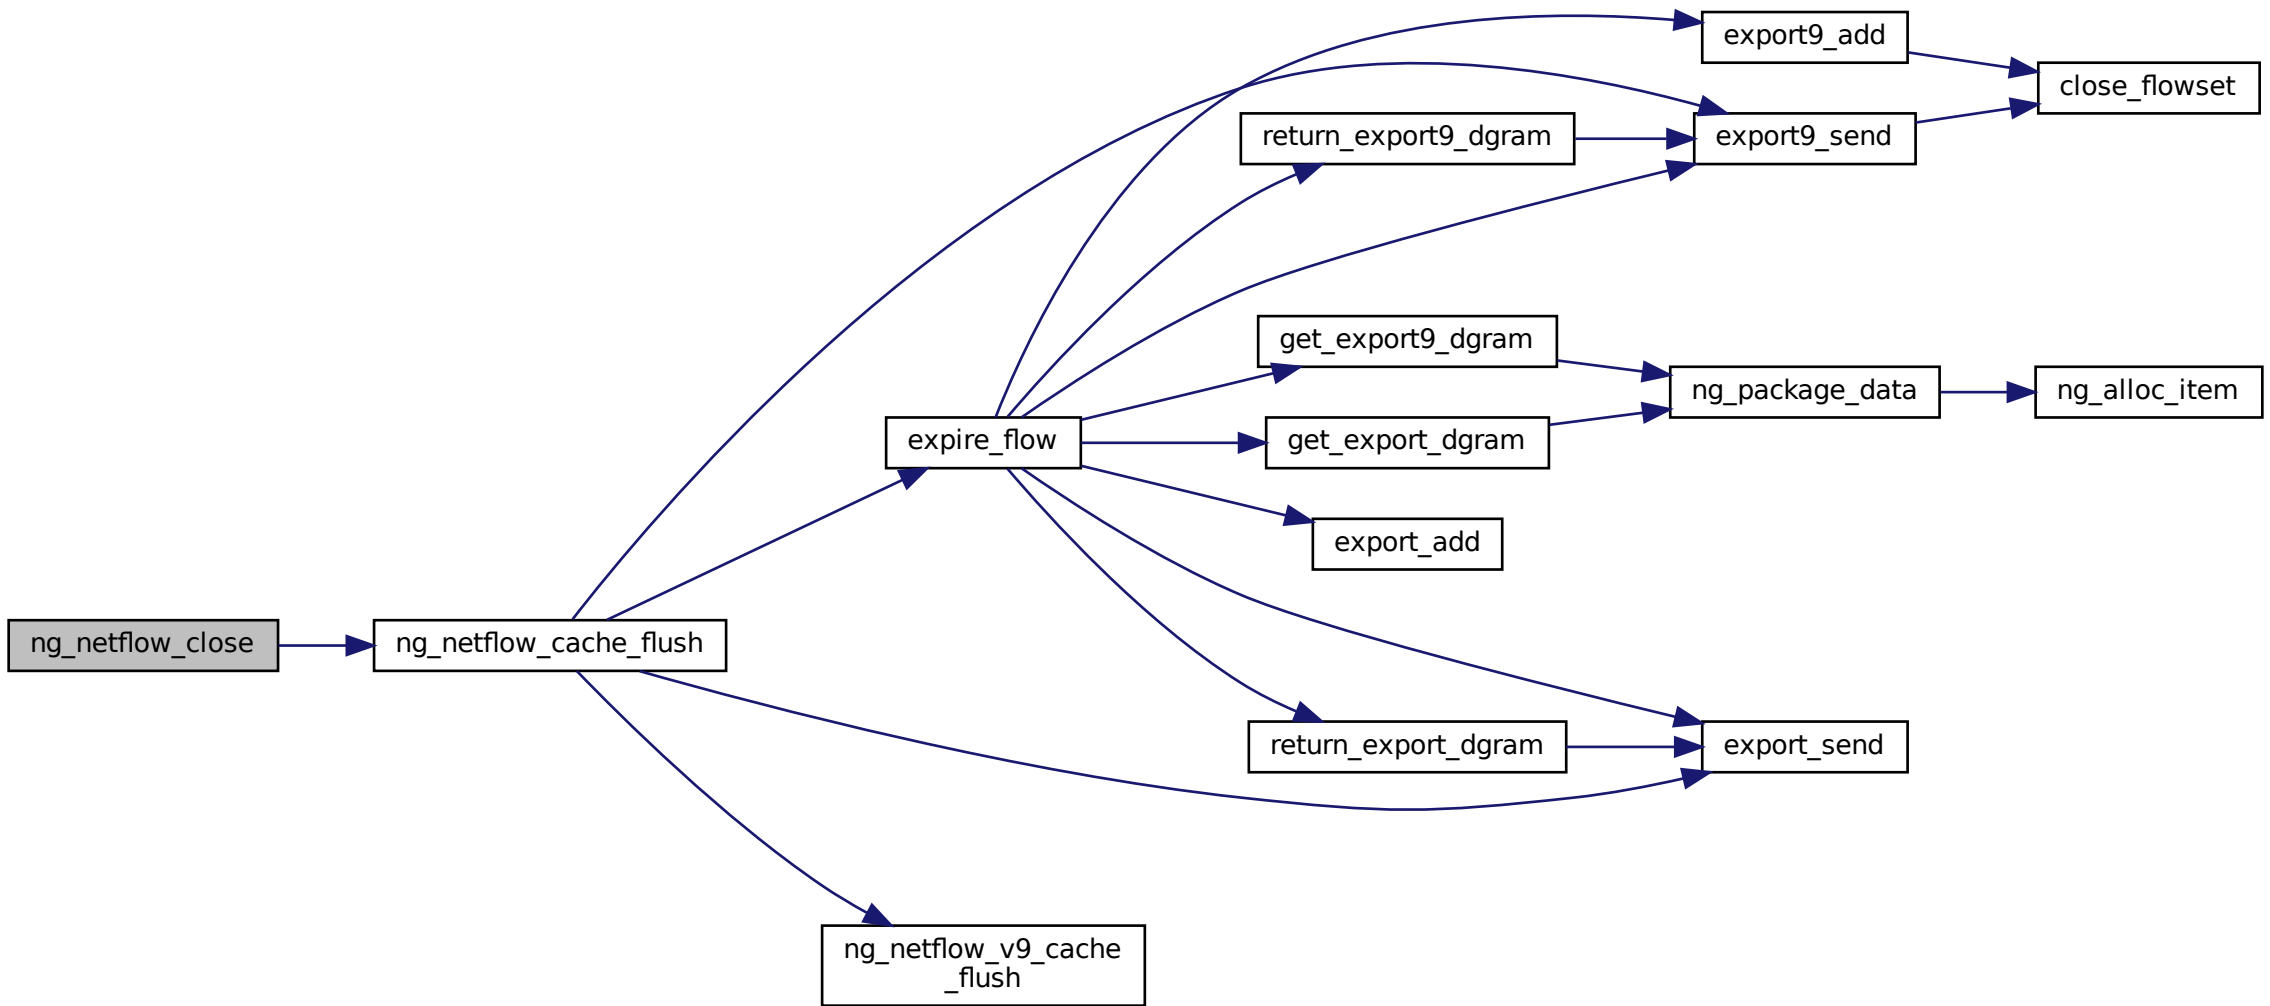 export9_add
close_flowset
return_export9_dgram
export9_send
get_export9_dgram
ng_package_data
ng_alloc_item
expire_flow
get_export_dgram
export_add
ng_netflow_close
ng_netflow_cache_flush
return_export_dgram
export_send
ng_netflow_v9_cache
_flush